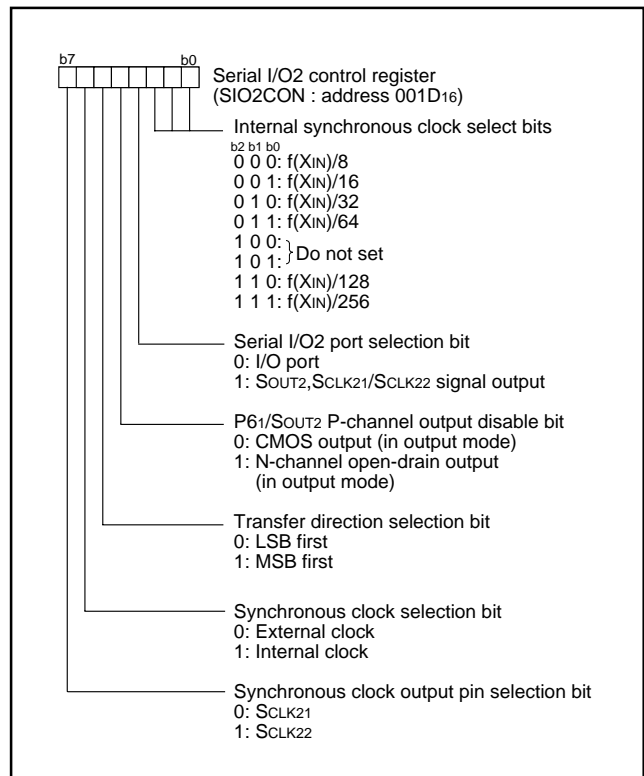 b7 b0
Serial I/O2 control register
(SIO2CON : address 001D16)
Internal synchronous clock select bits
b2 b1 b0
0 0 0: f(XIN)/8
0 0 1: f(XIN)/16
0 1 0: f(XIN)/32
0 1 1: f(XIN)/64
1 0 0:
1 0 1:
Do not set
1 1 0: f(XIN)/128
1 1 1: f(XIN)/256
Serial I/O2 port selection bit
0: I/O port
1: SOUT2,SCLK21/SCLK22 signal output
P61/SOUT2 P-channel output disable bit
0: CMOS output (in output mode)
1: N-channel open-drain output
(in output mode)
Transfer direction selection bit
0: LSB first
1: MSB first
Synchronous clock selection bit
0: External clock
1: Internal clock
Synchronous clock output pin selection bit
0: SCLK21
1: SCLK22